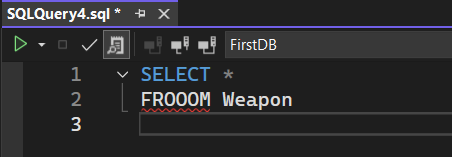 SQLQuery4.sql *
FirstDB
1 SELECT *
2 FROOOM Weapon
3